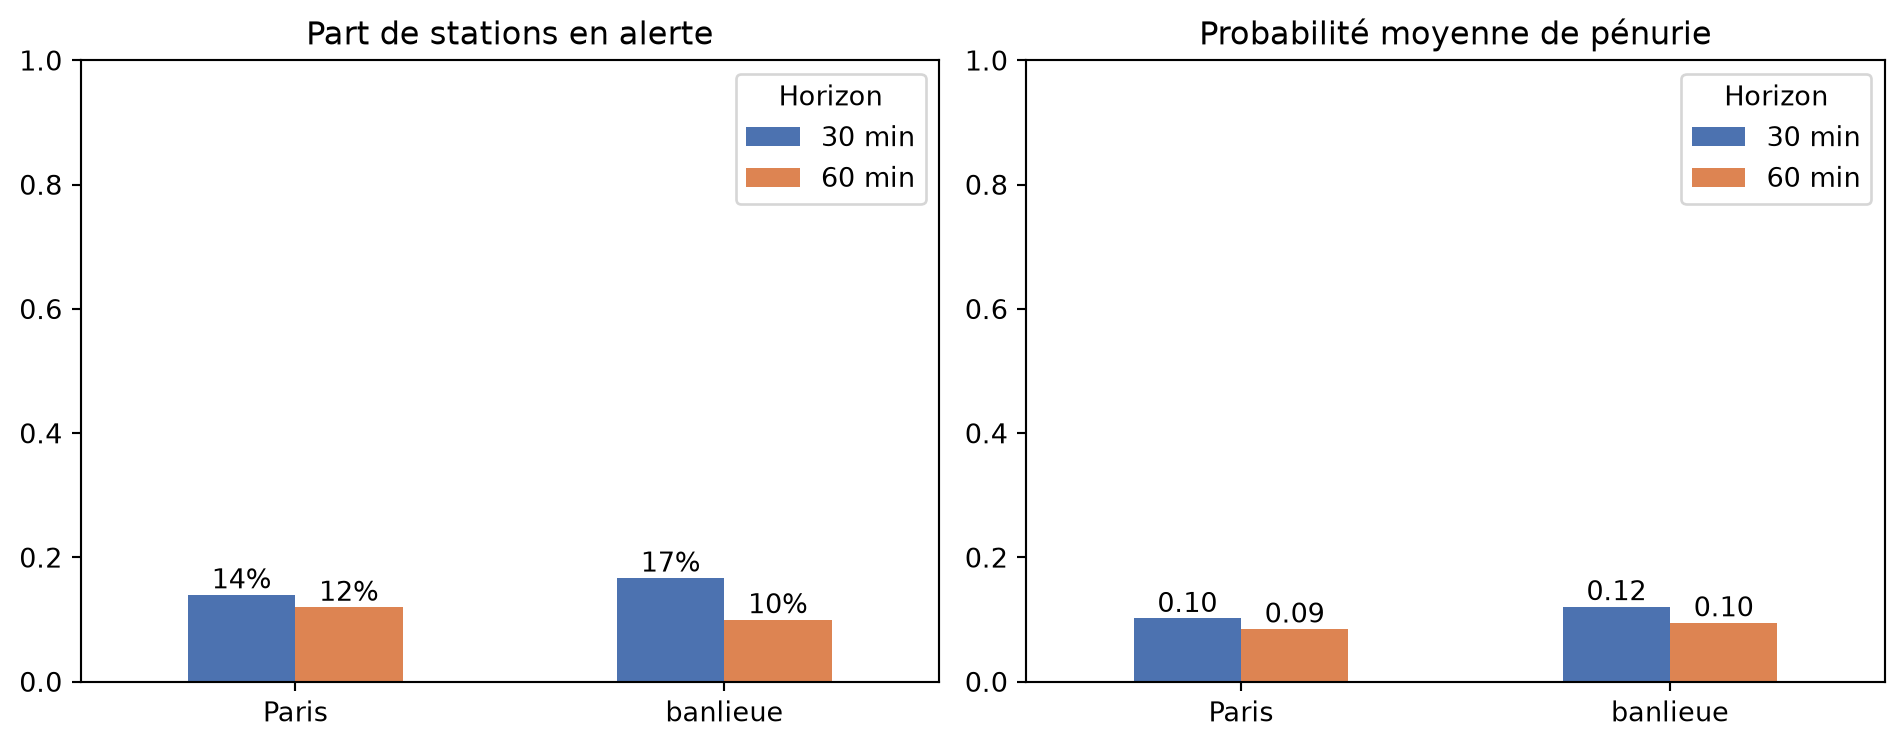 Part de stations en alerte
1.0
0.8
0.6
0.4
0.2
0.0
Horizon
30 min
60 min
14%
12%
17%
10%
Paris
banlieue
Probabilité moyenne de pénurie
1.0
0.8
0.6
0.4
0.2
0.0
Horizon
30 min
60 min
0.10
0.09
0.12
0.10
Paris
banlieue